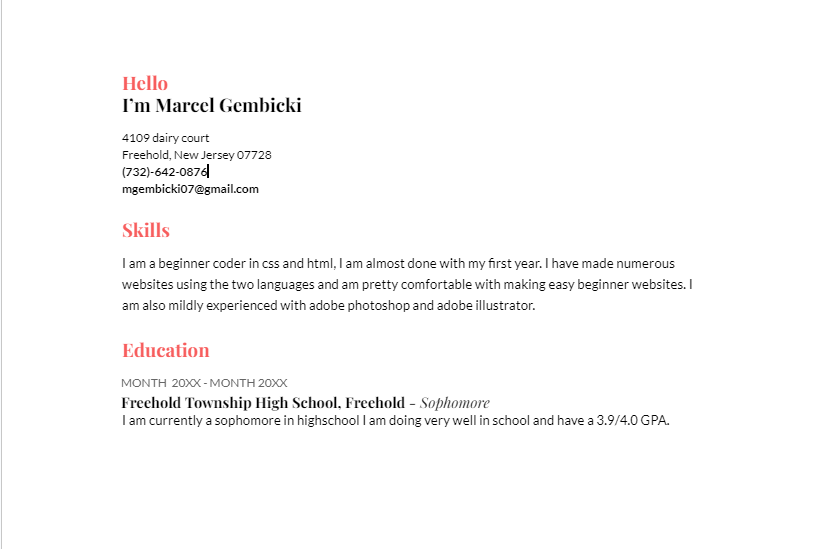 Hello
I'm Marcel Gembicki
4109 dairy court
Freehold, New Jersey 07728
(732)-642-0876
mgembicki07@gmail.com
Skills
I am a beginner coder in css and html, I am almost done with my first year. I have made numerous
websites using the two languages and am pretty comfortable with making easy beginner websites. I
am also mildly experienced with adobe photoshop and adobe illustrator.
Education
MONTH 20XX - MONTH 20XX
Freehold Township High School, Freehold - Sophomore
I am currently a sophomore in highschool I am doing very well in school and have a 3.9/4.0 GPA.